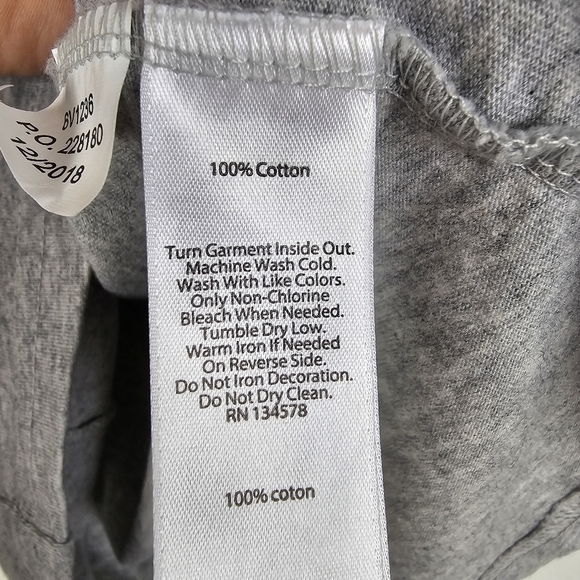 BV1236
P.O. 228180
12/2018
100% Cotton
Turn Garment Inside Out.
Machine Wash Cold.
Wash With Like Colors.
Only Non-Chlorine
Bleach When Needed.
Tumble Dry Low.
Warm Iron If Needed
On Reverse Side.
Do Not Iron Decoration.
Do Not Dry Clean.
RN 134578
100% coton